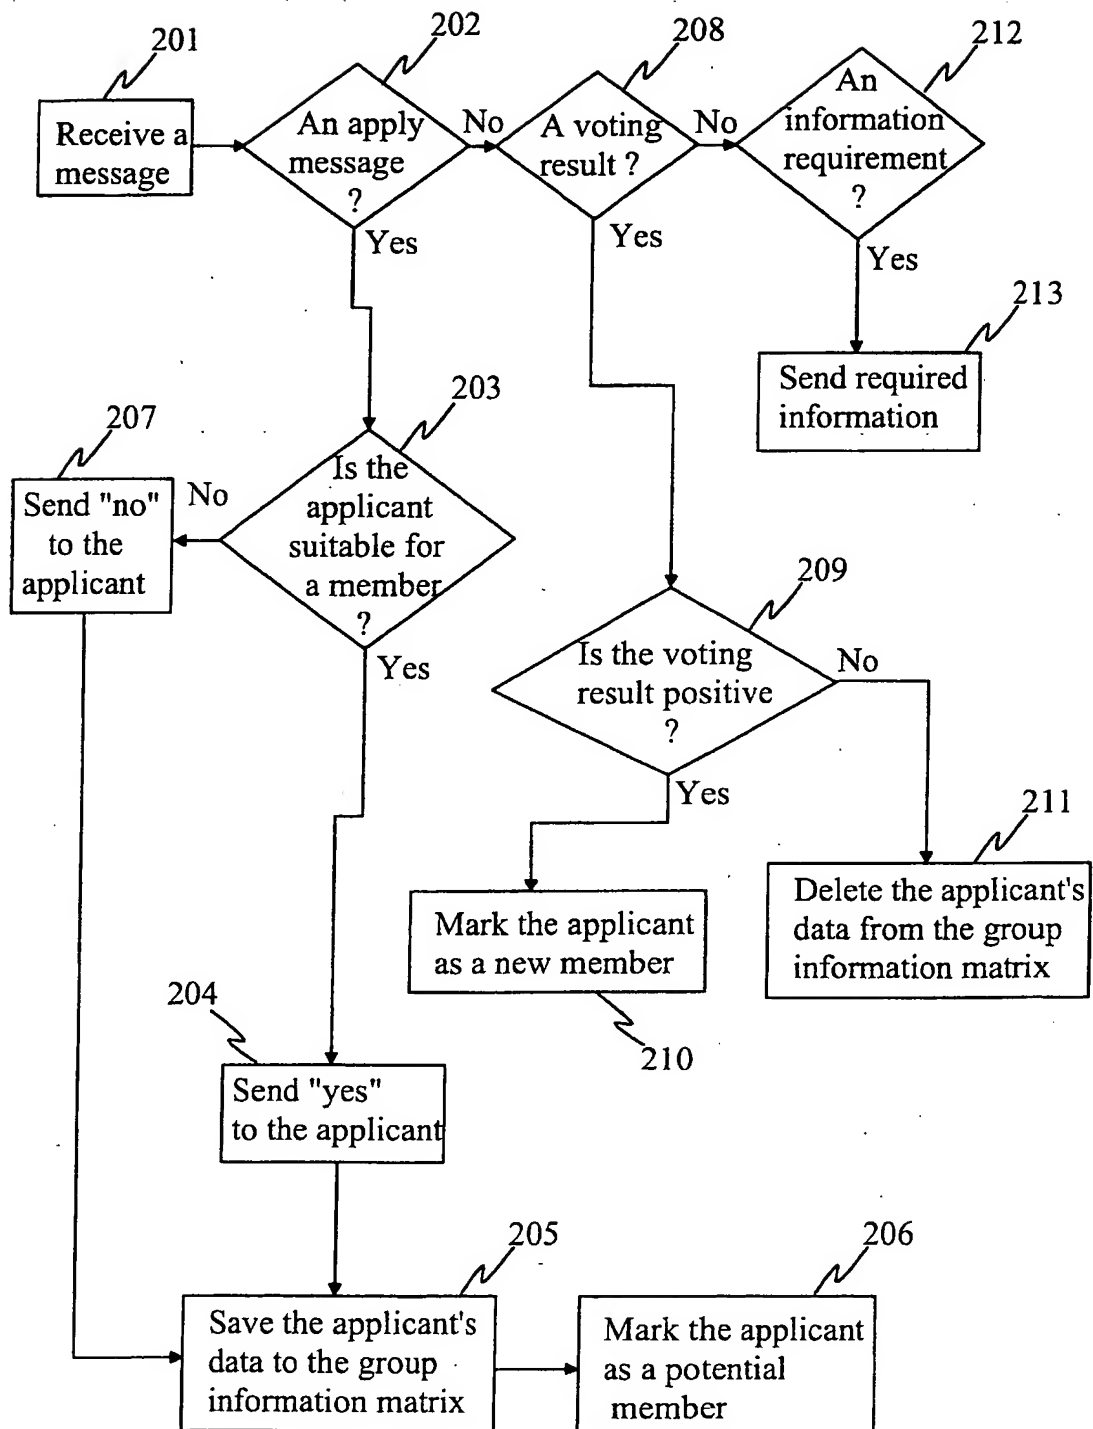 201
Receive a
message
202
An apply
message
?
No
Yes
208
A voting
result ?
No
Yes
212
An
information
requirement
?
Yes
213
Send required
information
203
Is the
applicant
suitable for
a member
?
No
Yes
207
Send "no"
to the
applicant
209
Is the voting
result positive
?
No
Yes
211
Delete the applicant's
data from the group
information matrix
Mark the applicant
as a new member
210
204
Send "yes"
to the applicant
205
Save the applicant's
data to the group
information matrix
206
Mark the applicant
as a potential
member